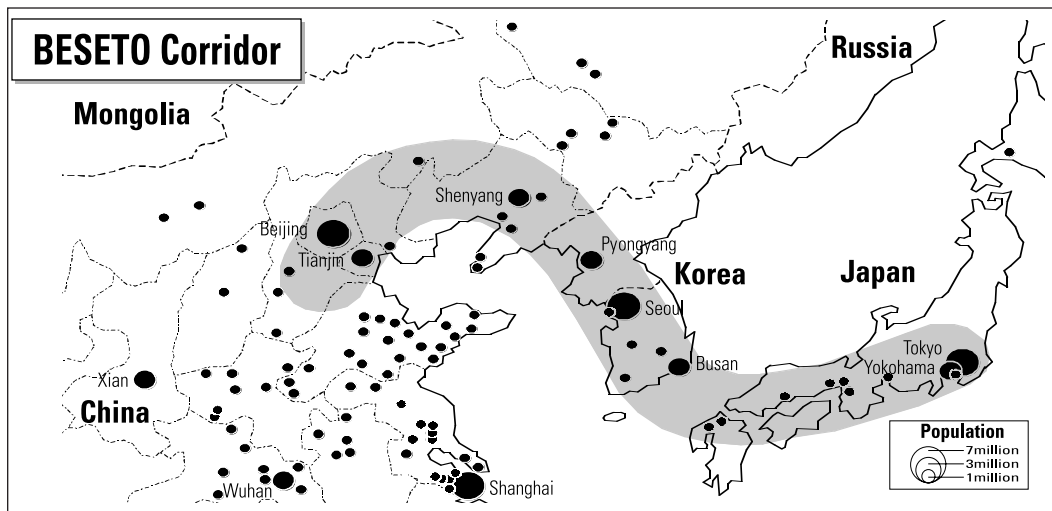 BESETO Corridor
Russia
Mongolia
Shenyang
Beijing
Tianjin
Pyongyang
Korea
Japan
Seoul
Tokyo
Yokohama
Busan
Xian
China
Population
7million
3million
1million
Wuhan
Shanghai